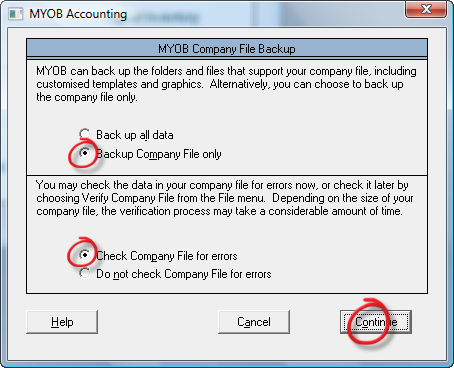 MYOB Accounting
MYOB Company File Backup
MYOB can back up the folders and files that support your company file, including
customised templates and graphics. Alternatively, you can choose to back up
the company file only.
Back up all data
Backup Company File only
You may check the data in your company file for errors now, or check it later by
choosing Verify Company File from the File menu. Depending on the size of your
company file, the verification process may take a considerable amount of time.
Check Company File for errors
Do not check Company File for errors
Help
Cancel
Continue